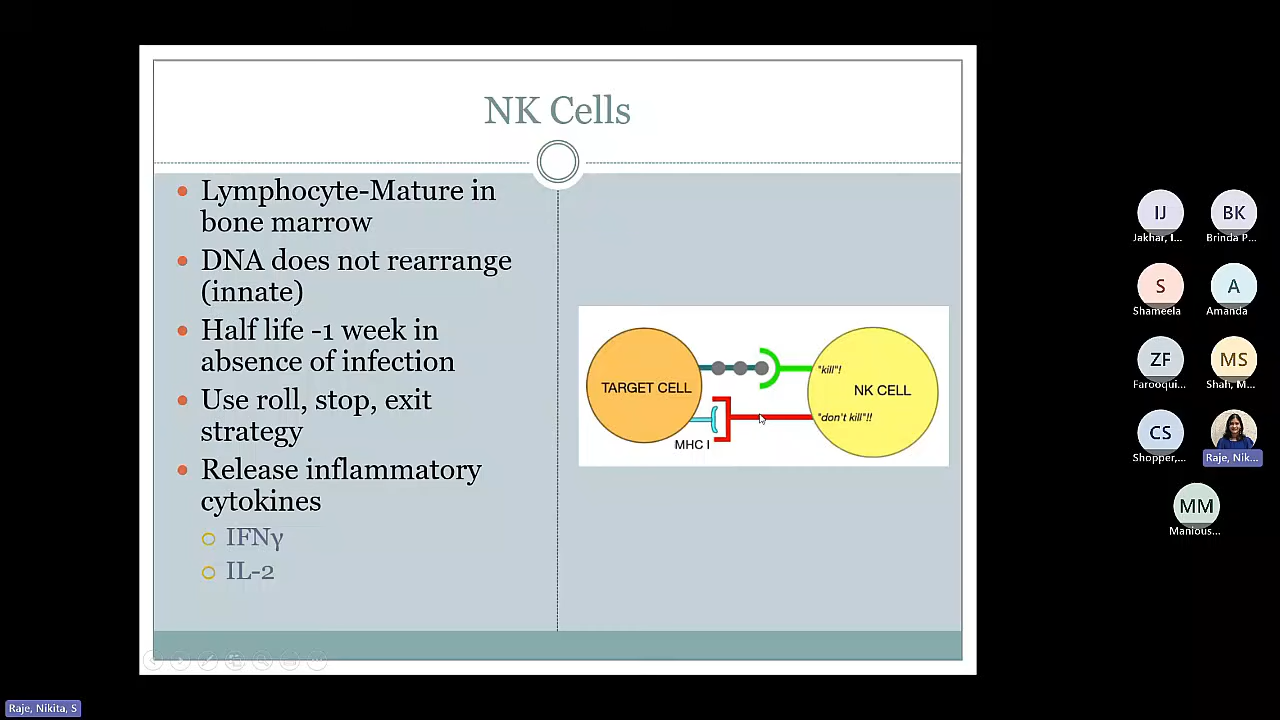 NK Cells
Lymphocyte-Mature in
bone marrow
DNA does not rearrange
(innate)
Half life -1 week in
absence of infection
Use roll, stop, exit
strategy
Release inflammatory
cytokines
IFNγ
IL-2
TARGET CELL
"kill"!
NK CELL
"don't kill"!!
MHC I
IJ
Jakhar, I...
BK
Brinda P...
S
Shameela
A
Amanda
ZF
Farooqui...
MS
Shah, M...
CS
Shopper,...
Raje, Nik...
MM
Manious...
Raje, Nikita, S